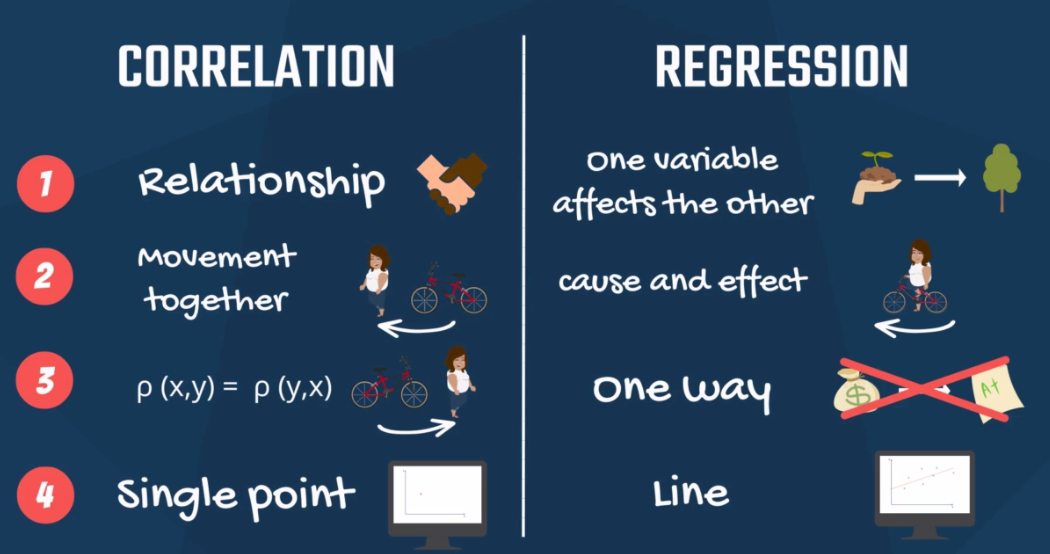 CORRELATION
REGRESSION
1
Relationship
One variable
affects the other
2
Movement
together
cause and effect
3
ρ (x,y) = ρ (y,x)
One way
$
A+
4
Single point
Line